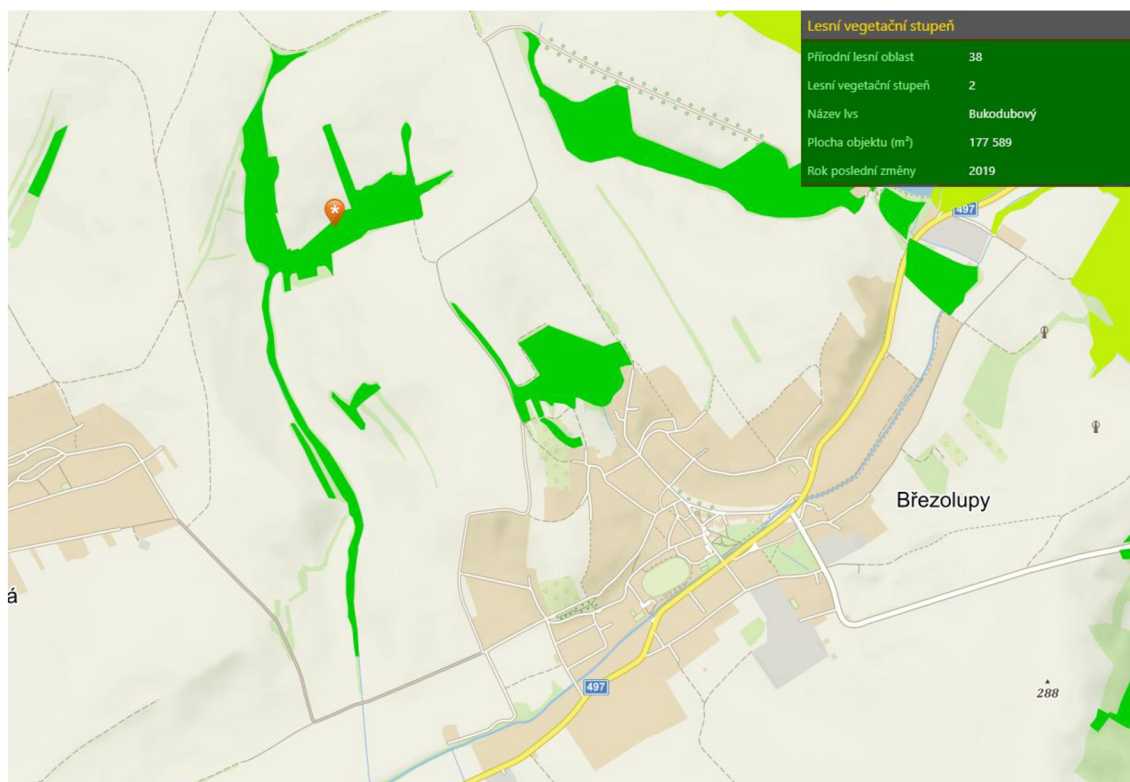 Lesní vegetační stupeň
Přírodní lesní oblast 38
Lesní vegetační stupeň 2
Název lvs Bukodubový
Plocha objektu (m²) 177 589
Rok poslední změny 2019
497
Březolupy
á
497
288